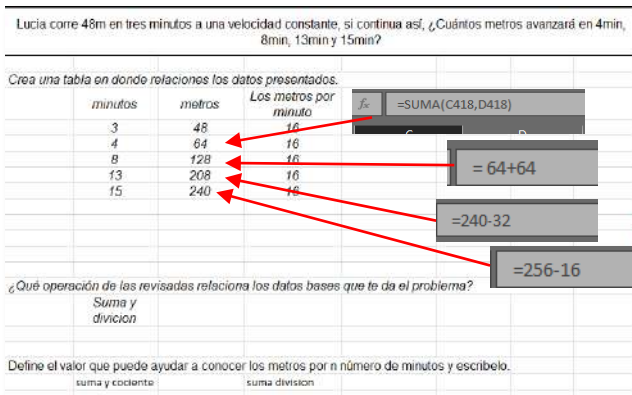 Lucia corre 48m en tres minutos a una velocidad constante, si continua así, ¿Cuántos metros avanzará en 4min,
8min, 13min y 15min?
Crea una tabla en donde relaciones los datos presentados.
minutos metros Los metros por
minuto
3 48 16
4 64 16
8 128 16
13 208 16
15 240 16
fx =SUMA(C418,D418)
= 64+64
=240-32
=256-16
¿Qué operación de las revisadas relaciona los datos bases que te da el problema?
Suma y
divicion
Define el valor que puede ayudar a conocer los metros por n número de minutos y escribelo.
suma y cociente suma division